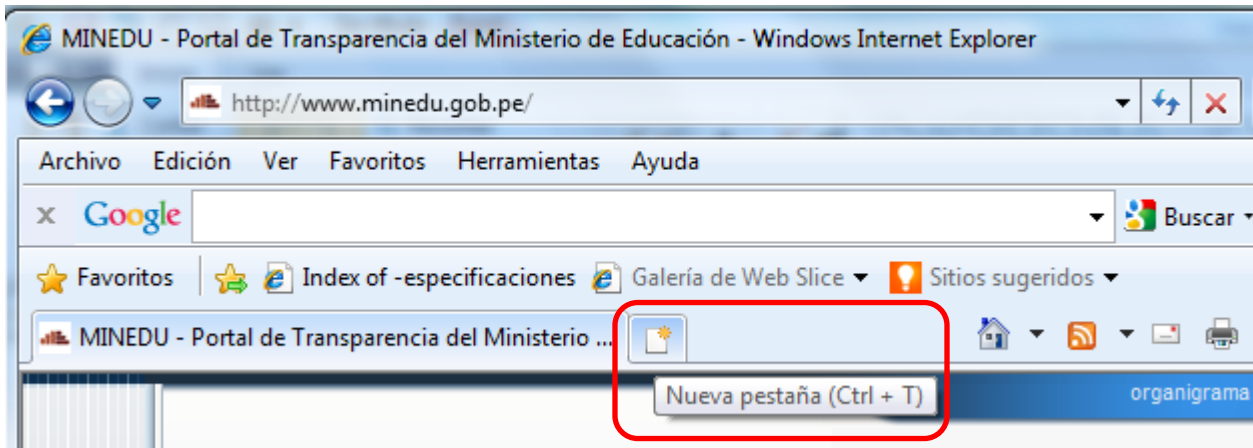 MINEDU - Portal de Transparencia del Ministerio de Educación - Windows Internet Explorer
http://www.minedu.gob.pe/
Archivo Edición Ver Favoritos Herramientas Ayuda
x Google Buscar
Favoritos Index of -especificaciones Galería de Web Slice Sitios sugeridos
MINEDU - Portal de Transparencia del Ministerio ...
Nueva pestaña (Ctrl + T) organigrama